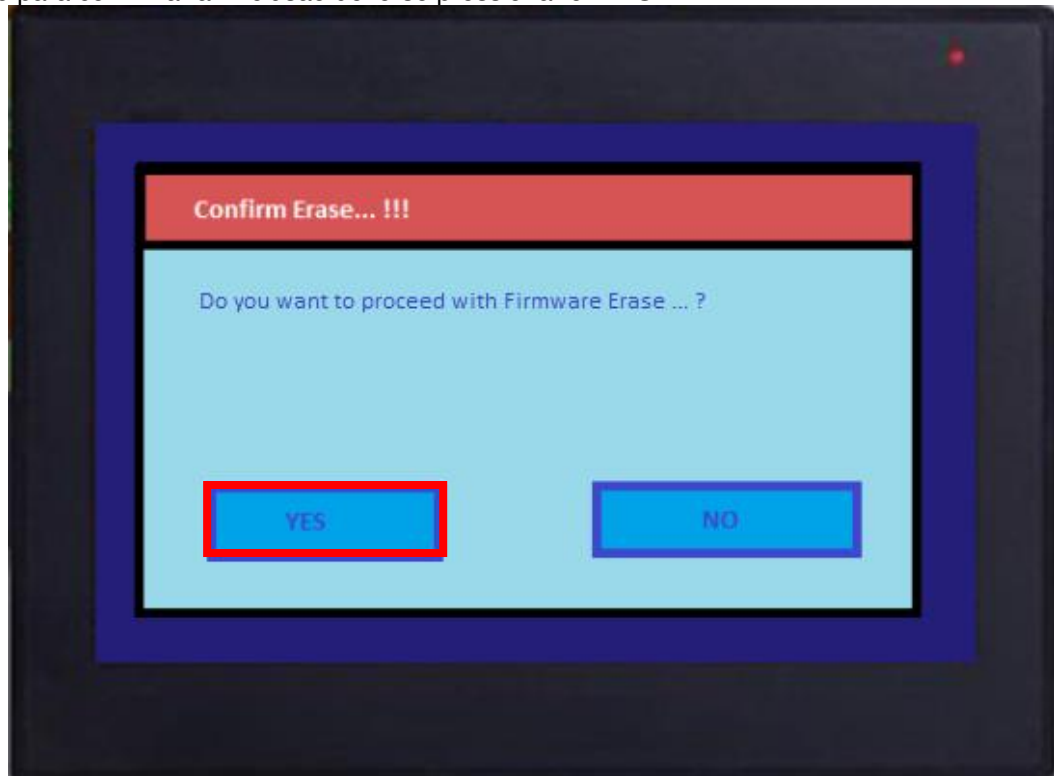 Confirm Erase... !!!
Do you want to proceed with Firmware Erase ... ?
YES
NO